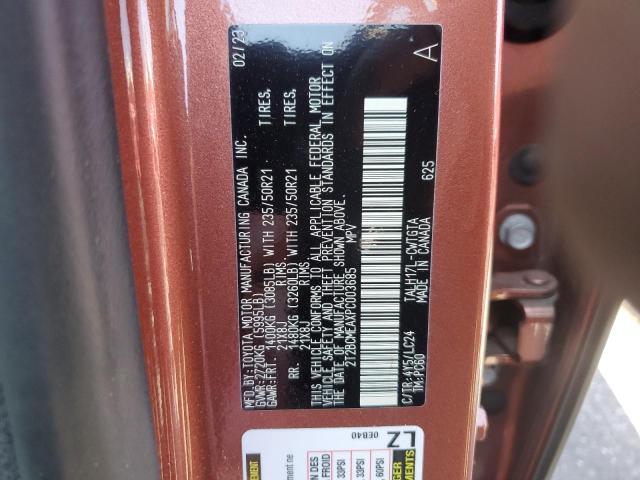 MFD.BY:TOYOTA MOTOR MANUFACTURING CANADA INC. 02/23
GVWR:2720KG(5995LB)
GAWR:FRT. 1400KG(3085LB)WITH 235/50R21 TIRES,
21X8J RIMS
RR. 1480KG(3260LB)WITH 235/50R21 TIRES,
21X8J RIMS
THIS VEHICLE CONFORMS TO ALL APPLICABLE FEDERAL MOTOR
VEHICLE SAFETY AND THEFT PREVENTION STANDARDS IN EFFECT ON
THE DATE OF MANUFACTURE SHOWN ABOVE.
2T2BCMEAXPC003685 MPV
A
C/TR:4Y5/LC24 TALH17L-CWTGTA 625
TM:PC60 MADE IN CANADA
LZ 0EB40